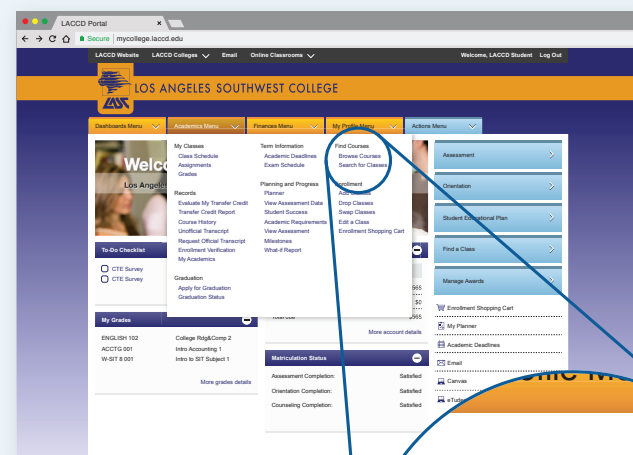 LACCD Portal ×
Secure mycollege.laccd.edu
LACCD Website LACCD Colleges Email Online Classrooms Welcome, LACCD Student Log Out
LASC
LOS ANGELES SOUTHWEST COLLEGE
Dashboards Menu Academics Menu Finances Menu My Profile Menu Actions Menu
My Classes
Class Schedule
Assignments
Grades
Records
Evaluate My Transfer Credit
Transfer Credit Report
Course History
Unofficial Transcript
Request Official Transcript
Enrollment Verification
My Academics
Graduation
Apply for Graduation
Graduation Status
Term Information
Academic Deadlines
Exam Schedule
Planning and Progress
Planner
View Assessment Data
Student Success
Academic Requirements
View Assessment
Milestones
What-if Report
Find Courses
Browse Courses
Search for Classes
Enrollment
Add Classes
Drop Classes
Swap Classes
Edit a Class
Enrollment Shopping Cart
Los Angeles
To-Do Checklist
CTE Survey
CTE Survey
My Grades
ENGLISH 102 College Rdg&Comp 2
ACCTG 001 Intro Accounting 1
W-SIT 8 001 Intro to SIT Subject 1
More grades details
$0
More account details
Matriculation Status
Assessment Completion: Satisfied
Orientation Completion: Satisfied
Counseling Completion: Satisfied
Assessment
Orientation
Student Educational Plan
Find a Class
Manage Awards
Enrollment Shopping Cart
My Planner
Academic Deadlines
Email
Canvas